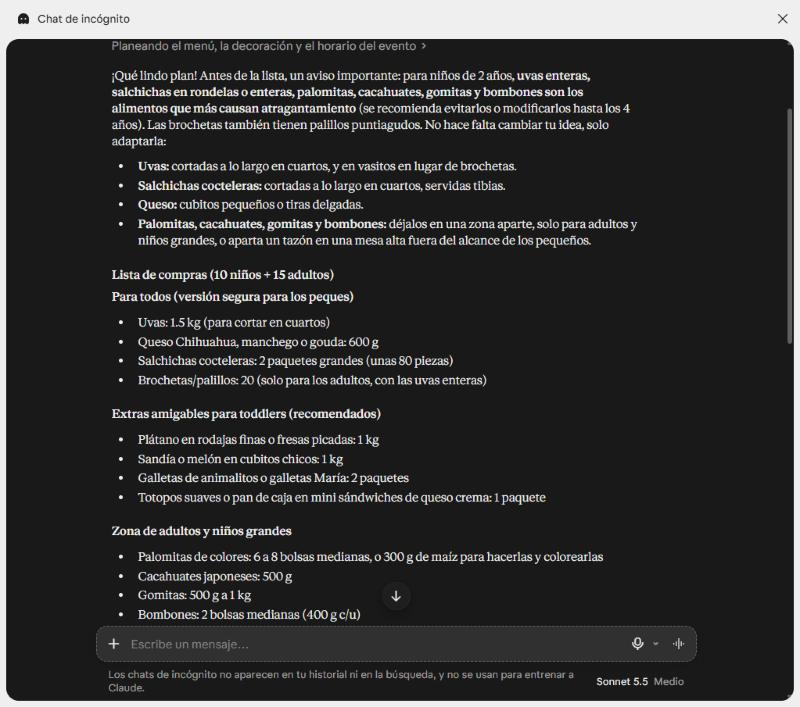 Chat de incógnito
Planeando el menú, la decoración y el horario del evento
¡Qué lindo plan! Antes de la lista, un aviso importante: para niños de 2 años, uvas enteras,
salchichas en rondelas o enteras, palomitas, cacahuates, gomitas y bombones son los
alimentos que más causan atragantamiento (se recomienda evitarlos o modificarlos hasta los 4
años). Las brochetas también tienen palillos puntiagudos. No hace falta cambiar tu idea, solo
adaptarla:
• Uvas: cortadas a lo largo en cuartos, y en vasitos en lugar de brochetas.
• Salchichas cocteleras: cortadas a lo largo en cuartos, servidas tibias.
• Queso: cubitos pequeños o tiras delgadas.
• Palomitas, cacahuates, gomitas y bombones: déjalos en una zona aparte, solo para adultos y
niños grandes, o aparta un tazón en una mesa alta fuera del alcance de los pequeños.
Lista de compras (10 niños + 15 adultos)
Para todos (versión segura para los peques)
• Uvas: 1.5 kg (para cortar en cuartos)
• Queso Chihuahua, manchego o gouda: 600 g
• Salchichas cocteleras: 2 paquetes grandes (unas 80 piezas)
• Brochetas/palillos: 20 (solo para los adultos, con las uvas enteras)
Extras amigables para toddlers (recomendados)
• Plátano en rodajas finas o fresas picadas: 1 kg
• Sandía o melón en cubitos chicos: 1 kg
• Galletas de animalitos o galletas María: 2 paquetes
• Totopos suaves o pan de caja en mini sándwiches de queso crema: 1 paquete
Zona de adultos y niños grandes
• Palomitas de colores: 6 a 8 bolsas medianas, o 300 g de maíz para hacerlas y colorearlas
• Cacahuates japoneses: 500 g
• Gomitas: 500 g a 1 kg
• Bombones: 2 bolsas medianas (400 g c/u)
Escribe un mensaje...
Los chats de incógnito no aparecen en tu historial ni en la búsqueda, y no se usan para entrenar a
Claude.
Sonnet 5.5 Medio